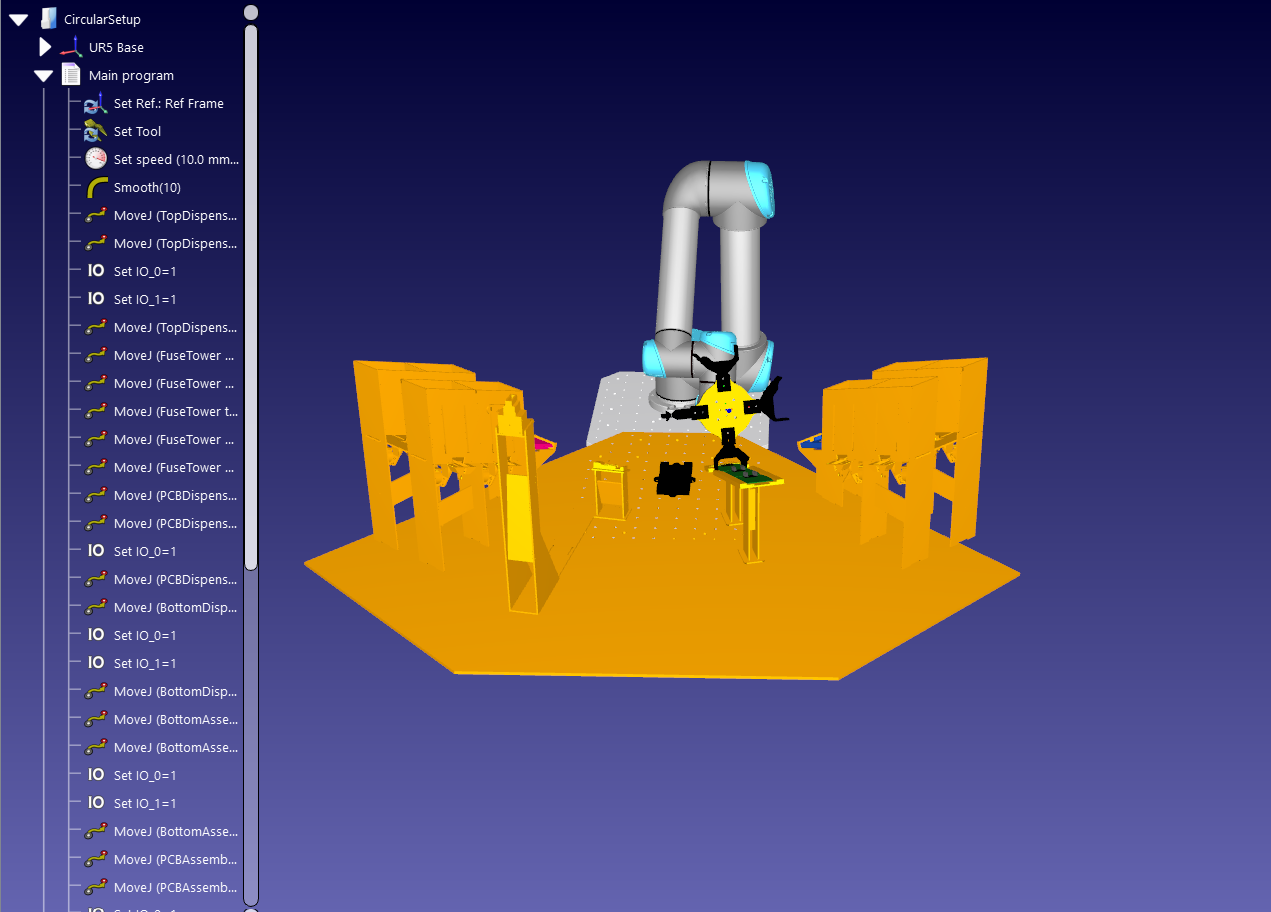 CircularSetup
UR5 Base
Main program
Set Ref.: Ref Frame
Set Tool
Set speed (10.0 mm...
Smooth(10)
MoveJ (TopDispens...
MoveJ (TopDispens...
IO Set IO_0=1
IO Set IO_1=1
MoveJ (TopDispens...
MoveJ (FuseTower ...
MoveJ (FuseTower ...
MoveJ (FuseTower t...
MoveJ (FuseTower ...
MoveJ (FuseTower ...
MoveJ (PCBDispens...
MoveJ (PCBDispens...
IO Set IO_0=1
MoveJ (PCBDispens...
MoveJ (BottomDisp...
IO Set IO_0=1
IO Set IO_1=1
MoveJ (BottomDisp...
MoveJ (BottomAsse...
MoveJ (BottomAsse...
IO Set IO_0=1
IO Set IO_1=1
MoveJ (BottomAsse...
MoveJ (PCBAssemb...
MoveJ (PCBAssemb...